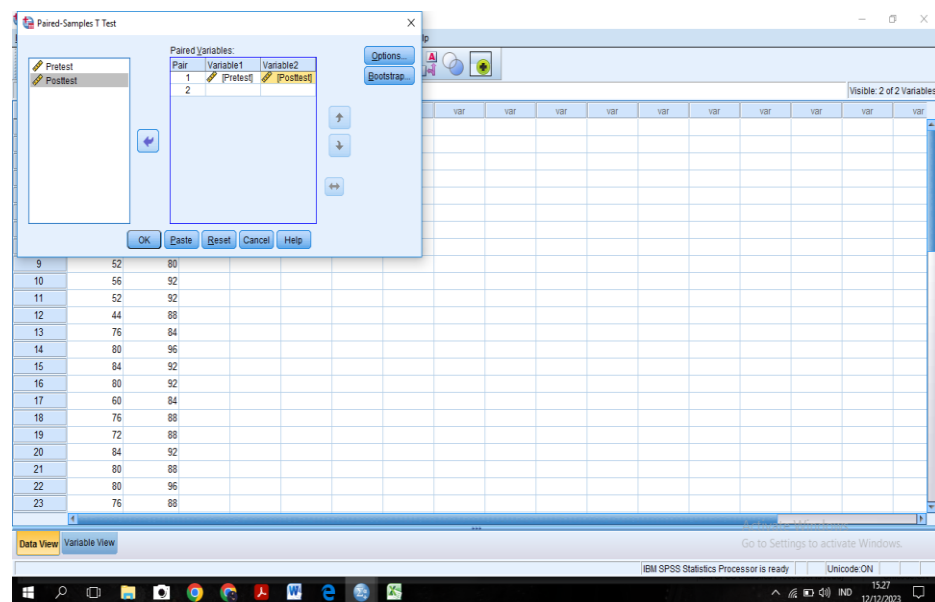 Paired-Samples T Test
lp
Paired Variables:
Pretest
Posttest
Pair Variable1 Variable2
1 [Pretest] [Posttest]
2
Options...
Bootstrap...
OK Paste Reset Cancel Help
Visible: 2 of 2 Variables
var var var var var var var var var var
9 52 80
10 56 92
11 52 92
12 44 88
13 76 84
14 80 96
15 84 92
16 80 92
17 60 84
18 76 88
19 72 88
20 84 92
21 80 88
22 80 96
23 76 88
Data View Variable View
Go to Settings to activate Windows.
IBM SPSS Statistics Processor is ready Unicode:ON
IND 15.27
12/12/2023